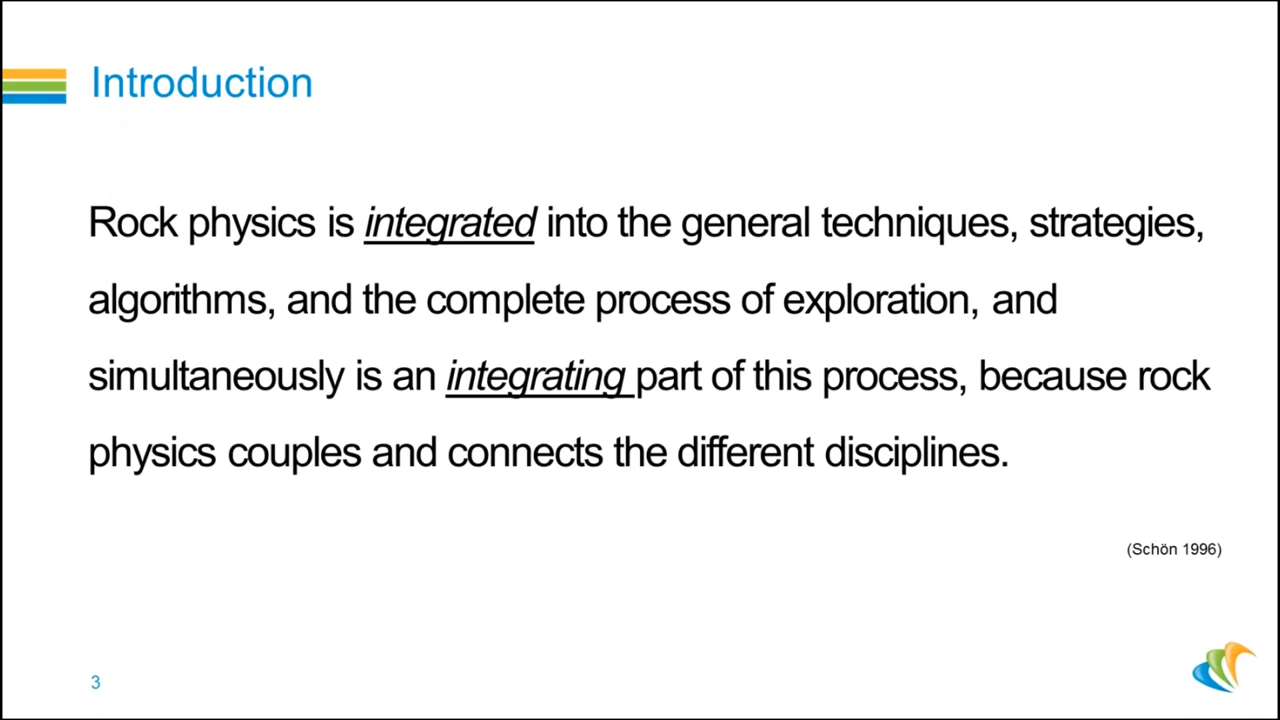 Introduction
Rock physics is integrated into the general techniques, strategies,
algorithms, and the complete process of exploration, and
simultaneously is an integrating part of this process, because rock
physics couples and connects the different disciplines.
(Schön 1996)
3